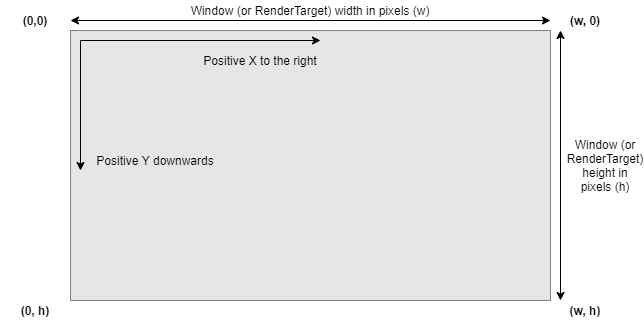 Window (or RenderTarget) width in pixels (w)
(0,0)
(w, 0)
Positive X to the right
Positive Y downwards
Window (or
RenderTarget)
height in
pixels (h)
(0, h)
(w, h)